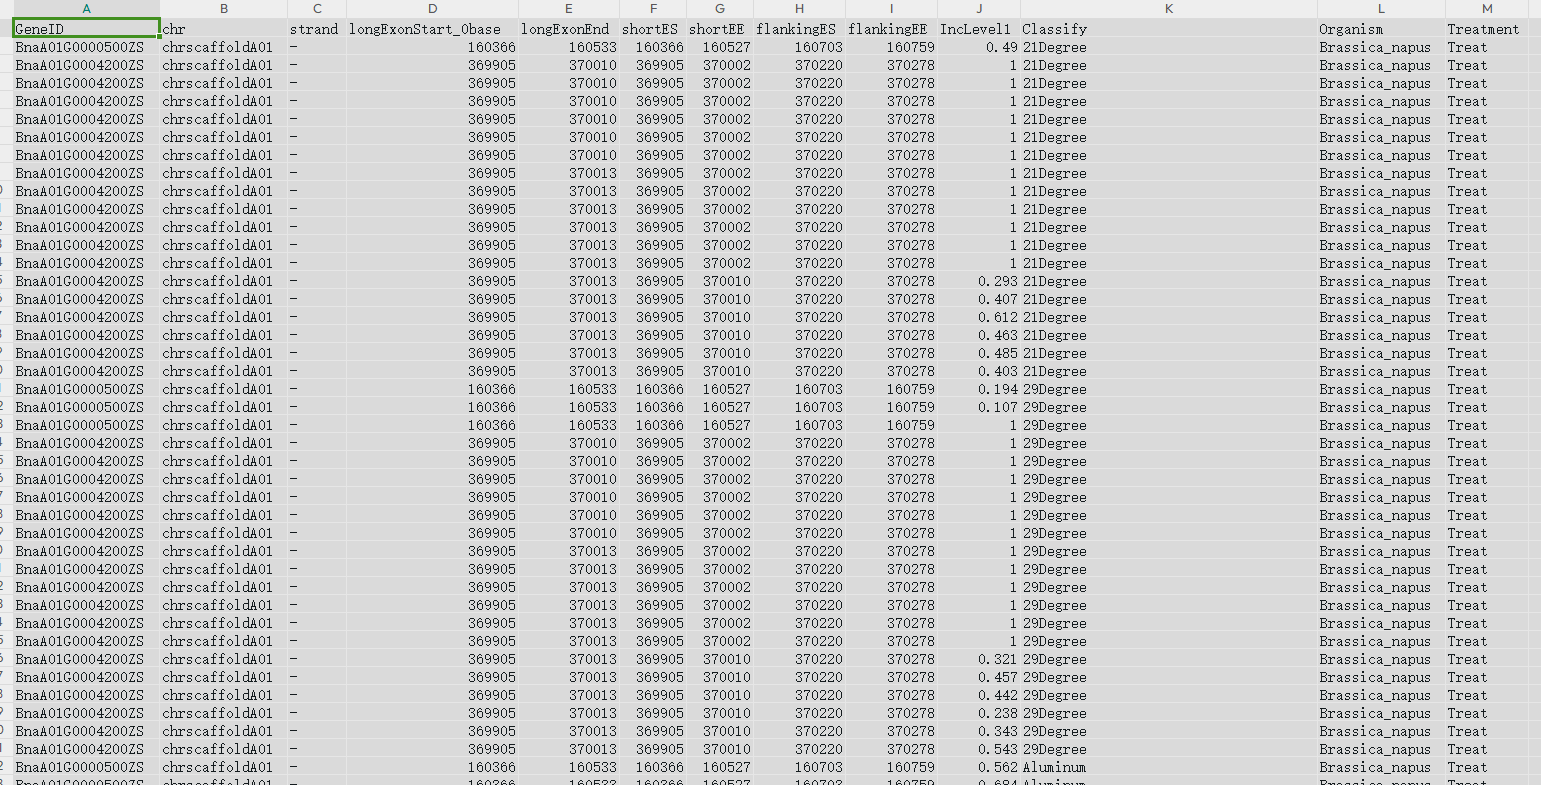 A B C D E F G H I J K L M
GeneID chr strand longExonStart_0base longExonEnd shortES shortEE flankingES flankingEE IncLevel1 Classify Organism Treatment
BnaA01G0000500ZS chrscaffoldA01 - 160366 160533 160366 160527 160703 160759 0.49 21Degree Brassica_napus Treat
BnaA01G0004200ZS chrscaffoldA01 - 369905 370010 369905 370002 370220 370278 1 21Degree Brassica_napus Treat
BnaA01G0004200ZS chrscaffoldA01 - 369905 370010 369905 370002 370220 370278 1 21Degree Brassica_napus Treat
BnaA01G0004200ZS chrscaffoldA01 - 369905 370010 369905 370002 370220 370278 1 21Degree Brassica_napus Treat
BnaA01G0004200ZS chrscaffoldA01 - 369905 370010 369905 370002 370220 370278 1 21Degree Brassica_napus Treat
BnaA01G0004200ZS chrscaffoldA01 - 369905 370010 369905 370002 370220 370278 1 21Degree Brassica_napus Treat
BnaA01G0004200ZS chrscaffoldA01 - 369905 370010 369905 370002 370220 370278 1 21Degree Brassica_napus Treat
BnaA01G0004200ZS chrscaffoldA01 - 369905 370013 369905 370002 370220 370278 1 21Degree Brassica_napus Treat
BnaA01G0004200ZS chrscaffoldA01 - 369905 370013 369905 370002 370220 370278 1 21Degree Brassica_napus Treat
BnaA01G0004200ZS chrscaffoldA01 - 369905 370013 369905 370002 370220 370278 1 21Degree Brassica_napus Treat
BnaA01G0004200ZS chrscaffoldA01 - 369905 370013 369905 370002 370220 370278 1 21Degree Brassica_napus Treat
BnaA01G0004200ZS chrscaffoldA01 - 369905 370013 369905 370002 370220 370278 1 21Degree Brassica_napus Treat
BnaA01G0004200ZS chrscaffoldA01 - 369905 370013 369905 370002 370220 370278 1 21Degree Brassica_napus Treat
BnaA01G0004200ZS chrscaffoldA01 - 369905 370013 369905 370010 370220 370278 0.293 21Degree Brassica_napus Treat
BnaA01G0004200ZS chrscaffoldA01 - 369905 370013 369905 370010 370220 370278 0.407 21Degree Brassica_napus Treat
BnaA01G0004200ZS chrscaffoldA01 - 369905 370013 369905 370010 370220 370278 0.612 21Degree Brassica_napus Treat
BnaA01G0004200ZS chrscaffoldA01 - 369905 370013 369905 370010 370220 370278 0.463 21Degree Brassica_napus Treat
BnaA01G0004200ZS chrscaffoldA01 - 369905 370013 369905 370010 370220 370278 0.485 21Degree Brassica_napus Treat
BnaA01G0004200ZS chrscaffoldA01 - 369905 370013 369905 370010 370220 370278 0.403 21Degree Brassica_napus Treat
BnaA01G0000500ZS chrscaffoldA01 - 160366 160533 160366 160527 160703 160759 0.194 29Degree Brassica_napus Treat
BnaA01G0000500ZS chrscaffoldA01 - 160366 160533 160366 160527 160703 160759 0.107 29Degree Brassica_napus Treat
BnaA01G0000500ZS chrscaffoldA01 - 160366 160533 160366 160527 160703 160759 1 29Degree Brassica_napus Treat
BnaA01G0004200ZS chrscaffoldA01 - 369905 370010 369905 370002 370220 370278 1 29Degree Brassica_napus Treat
BnaA01G0004200ZS chrscaffoldA01 - 369905 370010 369905 370002 370220 370278 1 29Degree Brassica_napus Treat
BnaA01G0004200ZS chrscaffoldA01 - 369905 370010 369905 370002 370220 370278 1 29Degree Brassica_napus Treat
BnaA01G0004200ZS chrscaffoldA01 - 369905 370010 369905 370002 370220 370278 1 29Degree Brassica_napus Treat
BnaA01G0004200ZS chrscaffoldA01 - 369905 370010 369905 370002 370220 370278 1 29Degree Brassica_napus Treat
BnaA01G0004200ZS chrscaffoldA01 - 369905 370010 369905 370002 370220 370278 1 29Degree Brassica_napus Treat
BnaA01G0004200ZS chrscaffoldA01 - 369905 370013 369905 370002 370220 370278 1 29Degree Brassica_napus Treat
BnaA01G0004200ZS chrscaffoldA01 - 369905 370013 369905 370002 370220 370278 1 29Degree Brassica_napus Treat
BnaA01G0004200ZS chrscaffoldA01 - 369905 370013 369905 370002 370220 370278 1 29Degree Brassica_napus Treat
BnaA01G0004200ZS chrscaffoldA01 - 369905 370013 369905 370002 370220 370278 1 29Degree Brassica_napus Treat
BnaA01G0004200ZS chrscaffoldA01 - 369905 370013 369905 370002 370220 370278 1 29Degree Brassica_napus Treat
BnaA01G0004200ZS chrscaffoldA01 - 369905 370013 369905 370002 370220 370278 1 29Degree Brassica_napus Treat
BnaA01G0004200ZS chrscaffoldA01 - 369905 370013 369905 370010 370220 370278 0.321 29Degree Brassica_napus Treat
BnaA01G0004200ZS chrscaffoldA01 - 369905 370013 369905 370010 370220 370278 0.457 29Degree Brassica_napus Treat
BnaA01G0004200ZS chrscaffoldA01 - 369905 370013 369905 370010 370220 370278 0.442 29Degree Brassica_napus Treat
BnaA01G0004200ZS chrscaffoldA01 - 369905 370013 369905 370010 370220 370278 0.238 29Degree Brassica_napus Treat
BnaA01G0004200ZS chrscaffoldA01 - 369905 370013 369905 370010 370220 370278 0.343 29Degree Brassica_napus Treat
BnaA01G0004200ZS chrscaffoldA01 - 369905 370013 369905 370010 370220 370278 0.543 29Degree Brassica_napus Treat
BnaA01G0000500ZS chrscaffoldA01 - 160366 160533 160366 160527 160703 160759 0.562 Aluminum Brassica_napus Treat